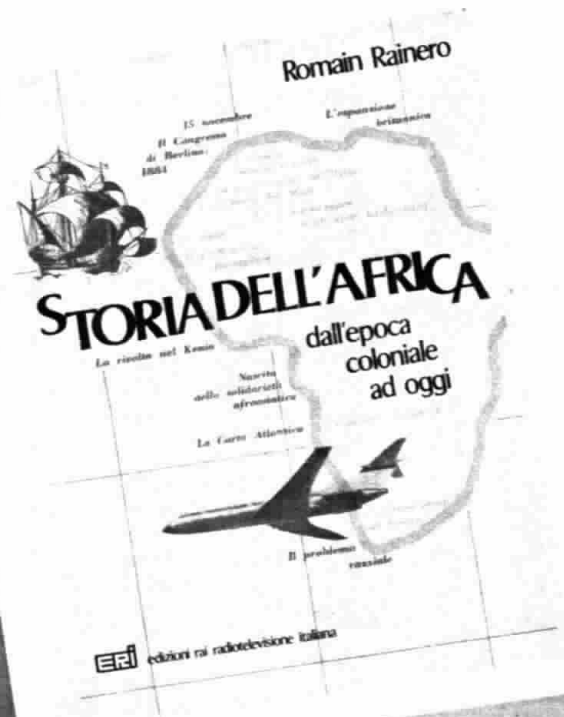 Romain Rainero
15 novembre
Il Congresso
di Berlino:
1884
L'espansione
britannica
STORIA DELL'AFRICA
dall'epoca
coloniale
ad oggi
La rivolta nel Kenia
Nascita
della solidarietà
afroasiatica
La Carta Atlantica
Il problema
razziale
ERI edizioni rai radiotelevisione italiana